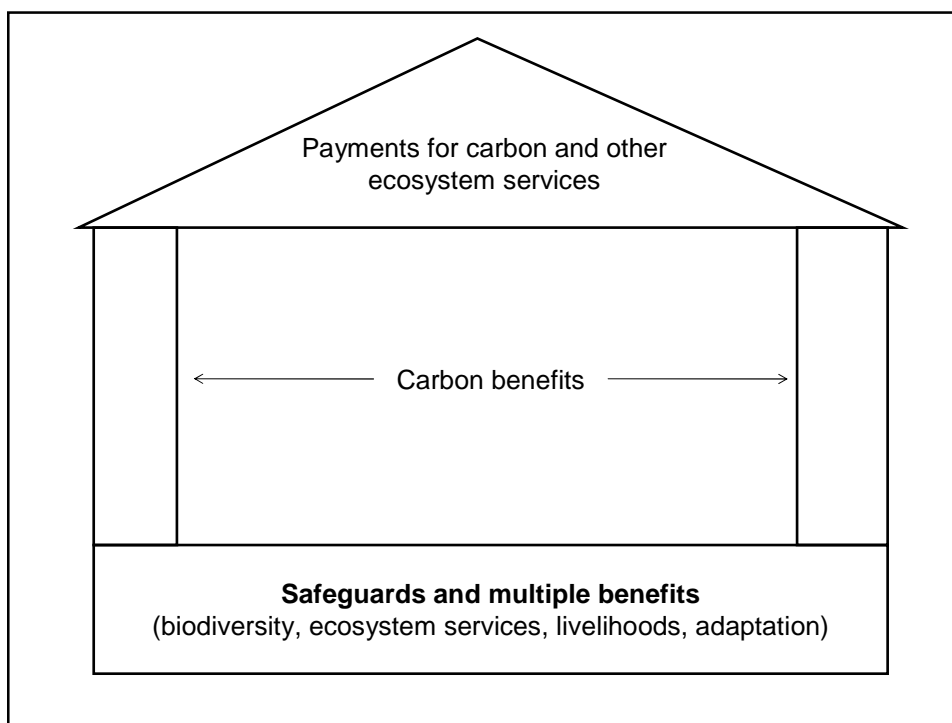 Payments for carbon and other
ecosystem services
Carbon benefits
Safeguards and multiple benefits
(biodiversity, ecosystem services, livelihoods, adaptation)